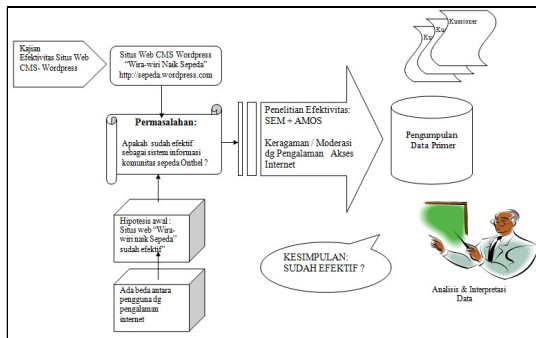 Kajian
Efektivitas Situs Web
CMS- Wordpress
Situs Web CMS Wordpress
“Wira-wiri Naik Sepeda”
http://sepeda.wordpress.com
Permasalahan:
Apakah sudah efektif
sebagai sistem informasi
komunitas sepeda Onthel ?
Hipotesis awal :
Situs web “Wira-
wiri naik Sepeda”
sudah efektif”
Ada beda antara
pengguna dg
pengalaman
internet
Penelitian Efektivitas:
SEM + AMOS
Keragaman / Moderasi
dg Pengalaman Akses
Internet
KESIMPULAN:
SUDAH EFEKTIF ?
Kuesioner
Ku
Ku
Pengumpulan
Data Primer
Analisis & Interpretasi
Data